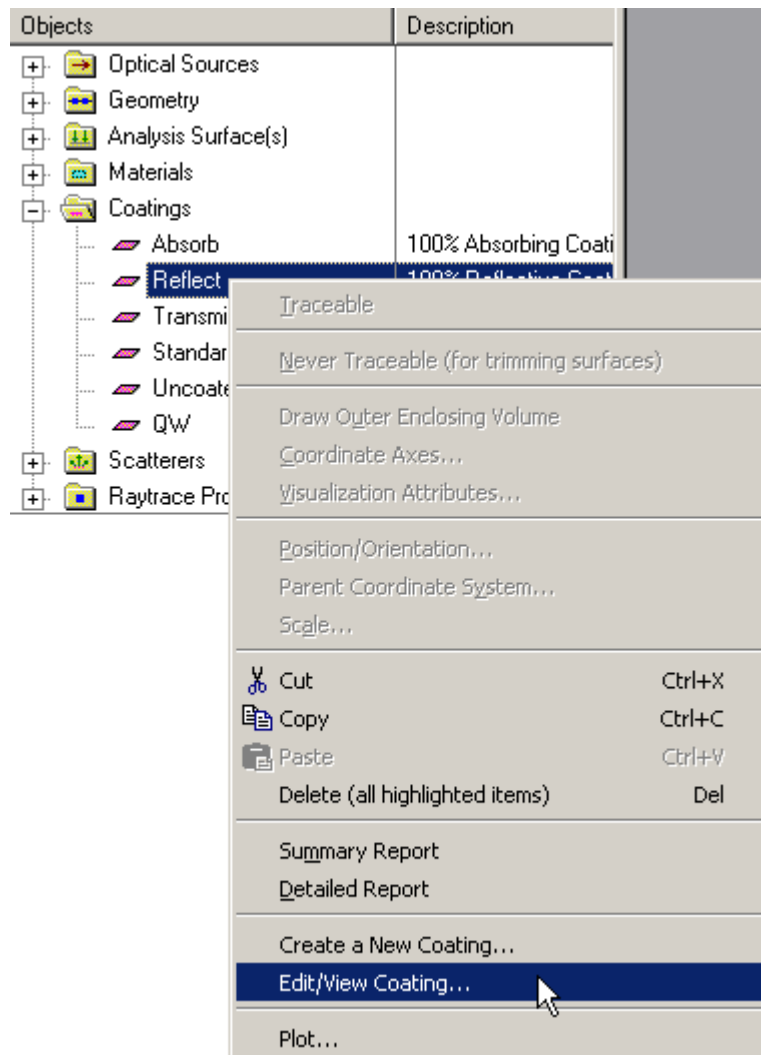 Objects Description
Optical Sources
Geometry
Analysis Surface(s)
Materials
Coatings
Absorb 100% Absorbing Coati
Reflect 100% Reflective Coat
Transmi
Standar
Uncoate
QW
Scatterers
Raytrace Pro
Traceable
Never Traceable (for trimming surfaces)
Draw Outer Enclosing Volume
Coordinate Axes...
Visualization Attributes...
Position/Orientation...
Parent Coordinate System...
Scale...
Cut Ctrl+X
Copy Ctrl+C
Paste Ctrl+V
Delete (all highlighted items) Del
Summary Report
Detailed Report
Create a New Coating...
Edit/View Coating...
Plot...